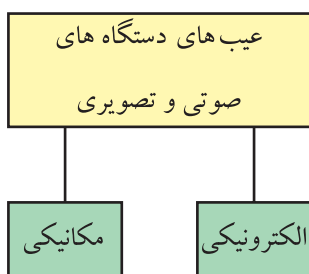 عیب‌های دستگاه های
صوتی و تصویری
الکترونیکی
مکانیکی